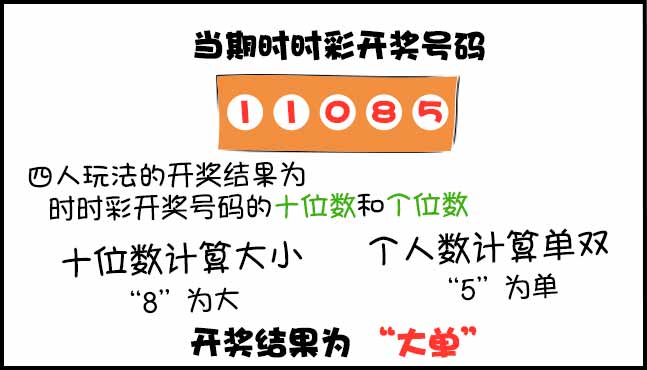 当期时时彩开奖号码
1 1 0 8 5
四人玩法的开奖结果为
时时彩开奖号码的十位数和个位数
十位数计算大小
“8”为大
个人数计算单双
“5”为单
开奖结果为 “大单”